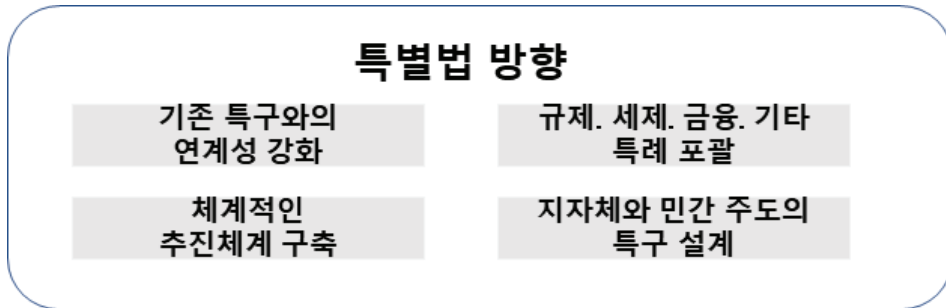 특별법 방향
기존 특구와의
연계성 강화
규제. 세제. 금융. 기타
특례 포괄
체계적인
추진체계 구축
지자체와 민간 주도의
특구 설계